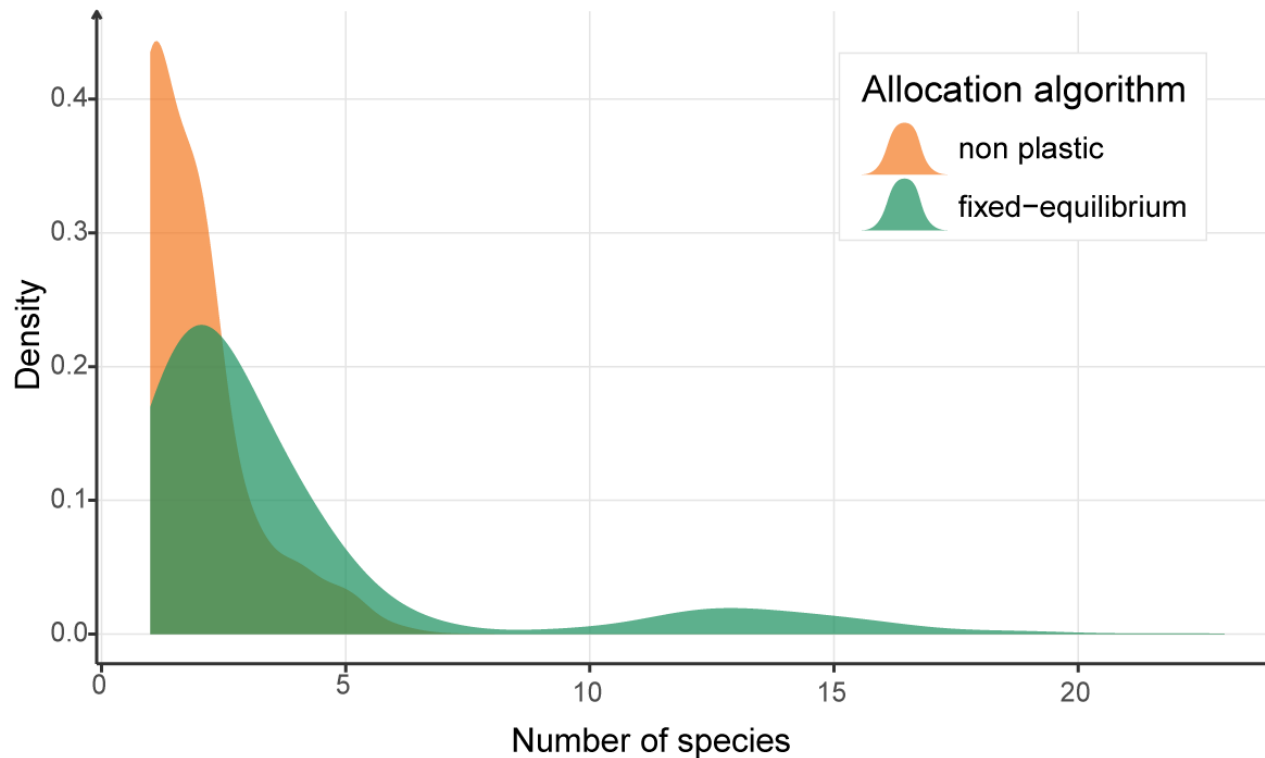 Allocation algorithm
non plastic
fixed−equilibrium
Density
0.4
0.3
0.2
0.1
0.0
0 5 10 15 20
Number of species